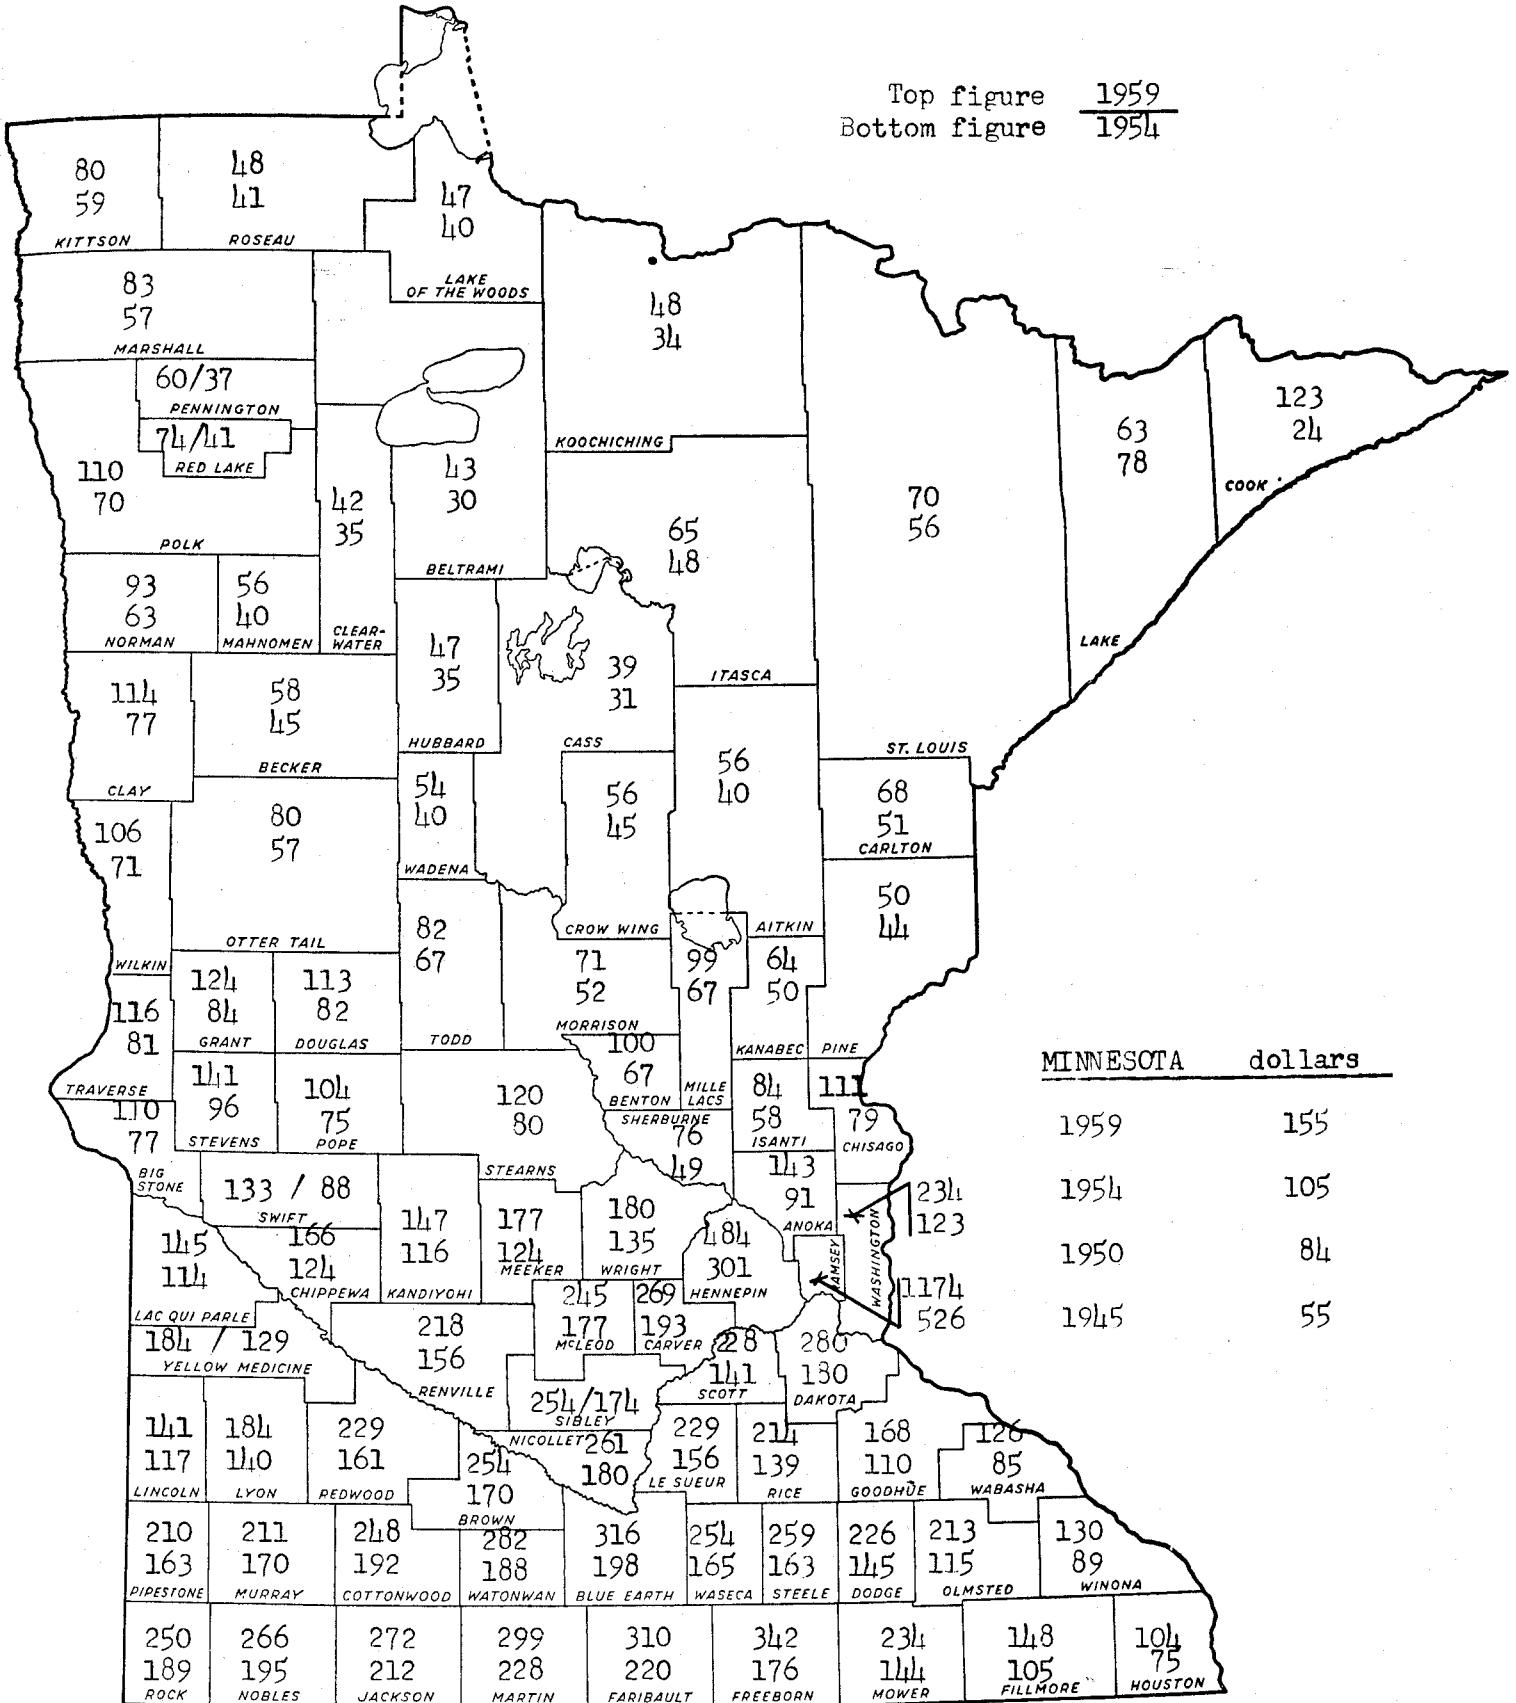 Top figure 1959
Bottom figure 1954
80
59
KITTSON
48
41
ROSEAU
47
40
LAKE
OF THE WOODS
83
57
MARSHALL
48
34
KOOCHICHING
60/37
PENNINGTON
74/41
RED LAKE
110
70
POLK
42
35
CLEAR-
WATER
43
30
BELTRAMI
65
48
ITASCA
70
56
ST. LOUIS
63
78
LAKE
123
24
COOK
93
63
NORMAN
56
40
MAHNOMEN
47
35
HUBBARD
39
31
CASS
114
77
CLAY
58
45
BECKER
54
40
WADENA
56
45
CROW WING
56
40
AITKIN
68
51
CARLTON
106
71
WILKIN
80
57
OTTER TAIL
82
67
TODD
71
52
MORRISON
99
67
MILLE
LACS
64
50
KANABEC
50
44
PINE
116
81
TRAVERSE
124
84
GRANT
113
82
DOUGLAS
100
67
BENTON
84
58
ISANTI
111
79
CHISAGO
110
77
BIG
STONE
141
96
STEVENS
104
75
POPE
120
80
STEARNS
SHERBURNE
76
49
143
91
ANOKA
133 / 88
SWIFT
234
123
WASHINGTON
145
114
LAC QUI PARLE
166
124
CHIPPEWA
147
116
KANDIYOHI
177
124
MEEKER
180
135
WRIGHT
484
301
HENNEPIN
RAMSEY
1174
526
184 / 129
YELLOW MEDICINE
218
156
RENVILLE
245
177
McLEOD
269
193
CARVER
228
141
SCOTT
280
180
DAKOTA
254/174
SIBLEY
141
117
LINCOLN
184
140
LYON
229
161
REDWOOD
254
170
BROWN
NICOLLET
261
180
229
156
LE SUEUR
214
139
RICE
168
110
GOODHUE
126
85
WABASHA
210
163
PIPESTONE
211
170
MURRAY
248
192
COTTONWOOD
282
188
WATONWAN
316
198
BLUE EARTH
254
165
WASECA
259
163
STEELE
226
145
DODGE
213
115
OLMSTED
130
89
WINONA
250
189
ROCK
266
195
NOBLES
272
212
JACKSON
299
228
MARTIN
310
220
FARIBAULT
342
176
FREEBORN
234
144
MOWER
148
105
FILLMORE
104
75
HOUSTON
MINNESOTA dollars
1959 155
1954 105
1950 84
1945 55